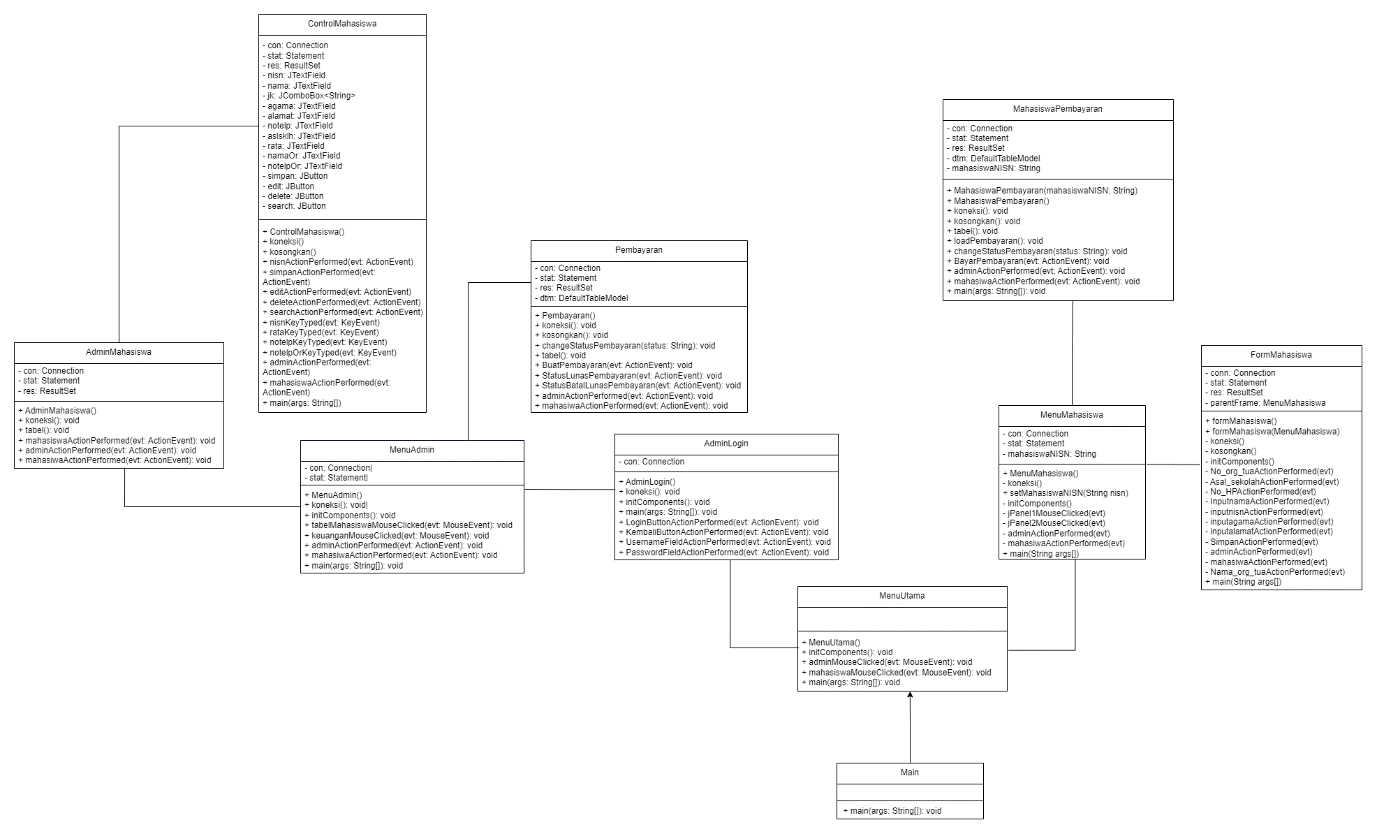 ControlMahasiswa
- con: Connection
- stat: Statement
- res: ResultSet
- nisn: JTextField
- nama: JTextField
- jk: JComboBox<String>
- agama: JTextField
- alamat: JTextField
- notelp: JTextField
- aslsklh: JTextField
- rata: JTextField
- namaOr: JTextField
- notelpOr: JTextField
- simpan: JButton
- edit: JButton
- delete: JButton
- search: JButton
+ ControlMahasiswa()
+ koneksi()
+ kosongkan()
+ nisnActionPerformed(evt: ActionEvent)
+ simpanActionPerformed(evt:
ActionEvent)
+ editActionPerformed(evt: ActionEvent)
+ deleteActionPerformed(evt: ActionEvent)
+ searchActionPerformed(evt: ActionEvent)
+ nisnKeyTyped(evt: KeyEvent)
+ rataKeyTyped(evt: KeyEvent)
+ notelpKeyTyped(evt: KeyEvent)
+ notelpOrKeyTyped(evt: KeyEvent)
+ adminActionPerformed(evt:
ActionEvent)
+ mahasiswaActionPerformed(evt:
ActionEvent)
+ main(args: String[])
MahasiswaPembayaran
- con: Connection
- stat: Statement
- res: ResultSet
- dtm: DefaultTableModel
- mahasiswaNISN: String
+ MahasiswaPembayaran(mahasiswaNISN: String)
+ MahasiswaPembayaran()
+ koneksi(): void
+ kosongkan(): void
+ tabel(): void
+ loadPembayaran(): void
+ changeStatusPembayaran(status: String): void
+ BayarPembayaran(evt: ActionEvent): void
+ adminActionPerformed(evt: ActionEvent): void
+ mahasiwaActionPerformed(evt: ActionEvent): void
+ main(args: String[]): void
Pembayaran
- con: Connection
- stat: Statement
- res: ResultSet
- dtm: DefaultTableModel
+ Pembayaran()
+ koneksi(): void
+ kosongkan(): void
+ changeStatusPembayaran(status: String): void
+ tabel(): void
+ BuatPembayaran(evt: ActionEvent): void
+ StatusLunasPembayaran(evt: ActionEvent): void
+ StatusBatalLunasPembayaran(evt: ActionEvent): void
+ adminActionPerformed(evt: ActionEvent): void
+ mahasiwaActionPerformed(evt: ActionEvent): void
AdminMahasiswa
- con: Connection
- stat: Statement
- res: ResultSet
+ AdminMahasiswa()
+ koneksi(): void
+ tabel(): void
+ mahasiswaActionPerformed(evt: ActionEvent): void
+ adminActionPerformed(evt: ActionEvent): void
+ mahasiwaActionPerformed(evt: ActionEvent): void
FormMahasiswa
- conn: Connection
- stat: Statement
- res: ResultSet
- parentFrame: MenuMahasiswa
+ formMahasiswa()
+ formMahasiswa(MenuMahasiswa)
- koneksi()
- kosongkan()
- initComponents()
- No_org_tuaActionPerformed(evt)
- Asal_sekolahActionPerformed(evt)
- No_HPActionPerformed(evt)
- InputnamaActionPerformed(evt)
- inputnisnActionPerformed(evt)
- inputagamaActionPerformed(evt)
- inputalamatActionPerformed(evt)
- SimpanActionPerformed(evt)
- adminActionPerformed(evt)
- mahasiwaActionPerformed(evt)
- Nama_org_tuaActionPerformed(evt)
+ main(String args[])
MenuMahasiswa
- con: Connection
- stat: Statement
- mahasiswaNISN: String
+ MenuMahasiswa()
- koneksi()
+ setMahasiswaNISN(String nisn)
- initComponents()
- jPanel1MouseClicked(evt)
- jPanel2MouseClicked(evt)
- adminActionPerformed(evt)
- mahasiwaActionPerformed(evt)
+ main(String args[])
MenuAdmin
- con: Connection|
- stat: Statement|
+ MenuAdmin()
+ koneksi(): void|
+ initComponents(): void
+ tabelMahasiswaMouseClicked(evt: MouseEvent): void
+ keuanganMouseClicked(evt: MouseEvent): void
+ adminActionPerformed(evt: ActionEvent): void
+ mahasiwaActionPerformed(evt: ActionEvent): void
+ main(args: String[]): void
AdminLogin
- con: Connection
+ AdminLogin()
+ koneksi(): void
+ initComponents(): void
+ main(args: String[]): void
+ LoginButtonActionPerformed(evt: ActionEvent): void
+ KembaliButtonActionPerformed(evt: ActionEvent): void
+ UsernameFieldActionPerformed(evt: ActionEvent): void
+ PasswordFieldActionPerformed(evt: ActionEvent): void
MenuUtama
+ MenuUtama()
+ initComponents(): void
+ adminMouseClicked(evt: MouseEvent): void
+ mahasiswaMouseClicked(evt: MouseEvent): void
+ main(args: String[]): void
Main
+ main(args: String[]): void